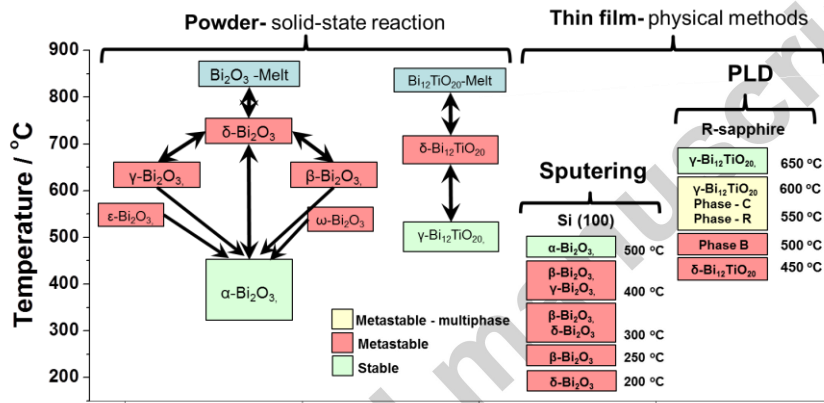 Powder- solid-state reaction
Thin film- physical methods
Temperature / °C
900
800
700
600
500
400
300
200
Bi₂O₃ -Melt
δ-Bi₂O₃
γ-Bi₂O₃,
β-Bi₂O₃,
ε-Bi₂O₃,
ω-Bi₂O₃
α-Bi₂O₃,
Bi₁₂TiO₂₀-Melt
δ-Bi₁₂TiO₂₀
γ-Bi₁₂TiO₂₀,
Metastable - multiphase
Metastable
Stable
Sputering
Si (100)
α-Bi₂O₃, 500 °C
β-Bi₂O₃,
γ-Bi₂O₃, 400 °C
β-Bi₂O₃,
δ-Bi₂O₃ 300 °C
β-Bi₂O₃ 250 °C
δ-Bi₂O₃ 200 °C
PLD
R-sapphire
γ-Bi₁₂TiO₂₀, 650 °C
γ-Bi₁₂TiO₂₀ 600 °C
Phase - C
Phase - R 550 °C
Phase B 500 °C
δ-Bi₁₂TiO₂₀ 450 °C
manuscri